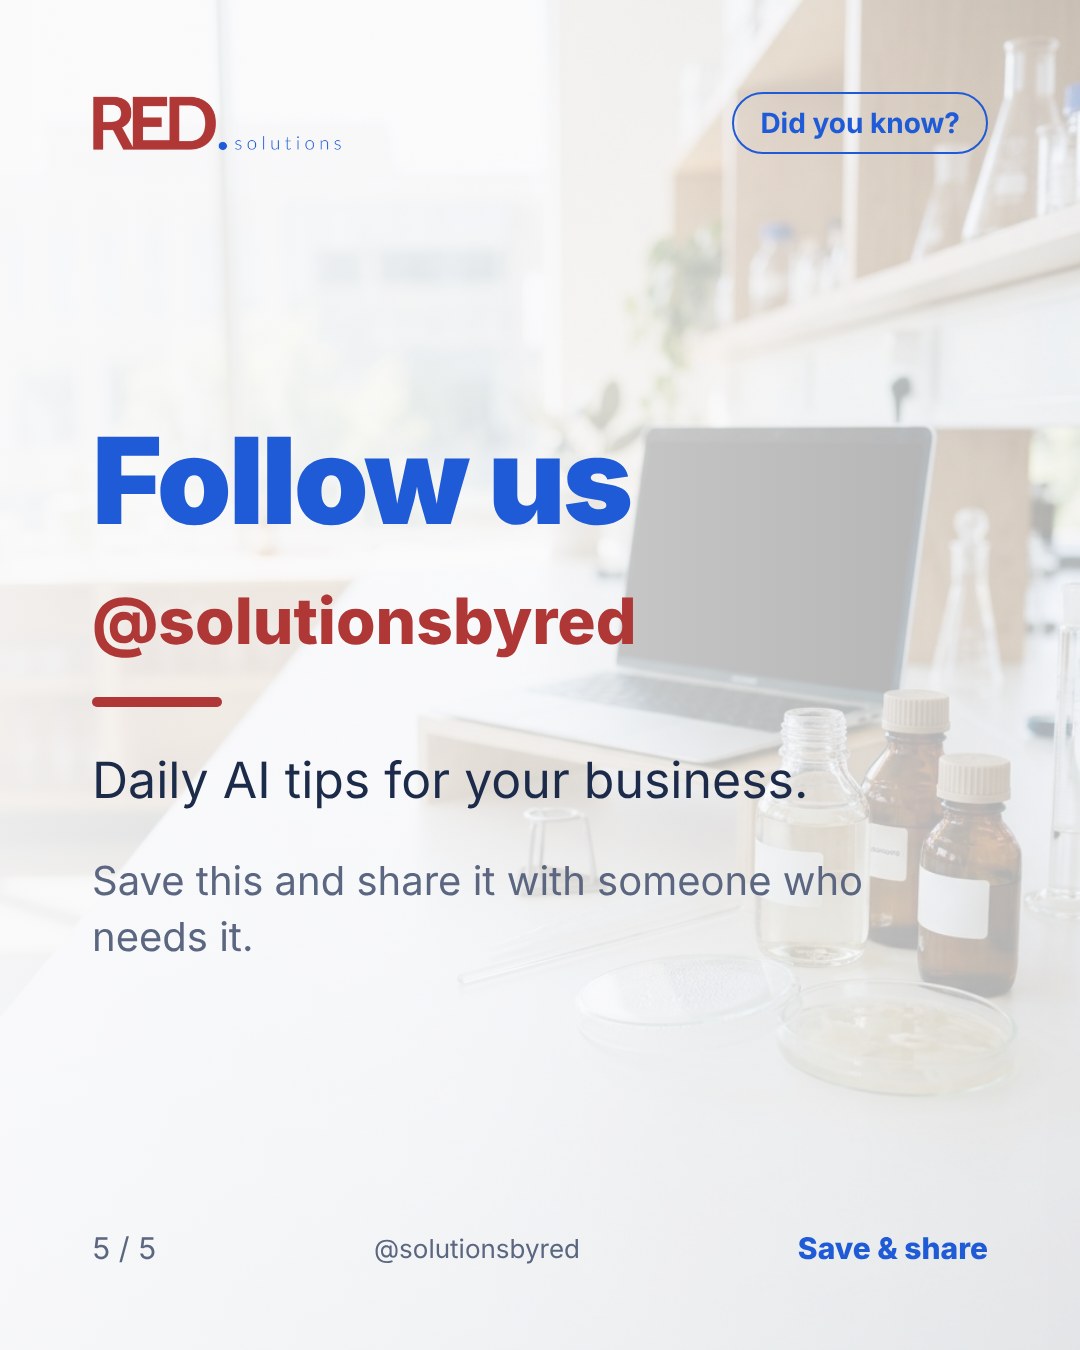 RED.solutions
Did you know?
Follow us
@solutionsbyred
Daily AI tips for your business.
Save this and share it with someone who
needs it.
5 / 5
@solutionsbyred
Save & share